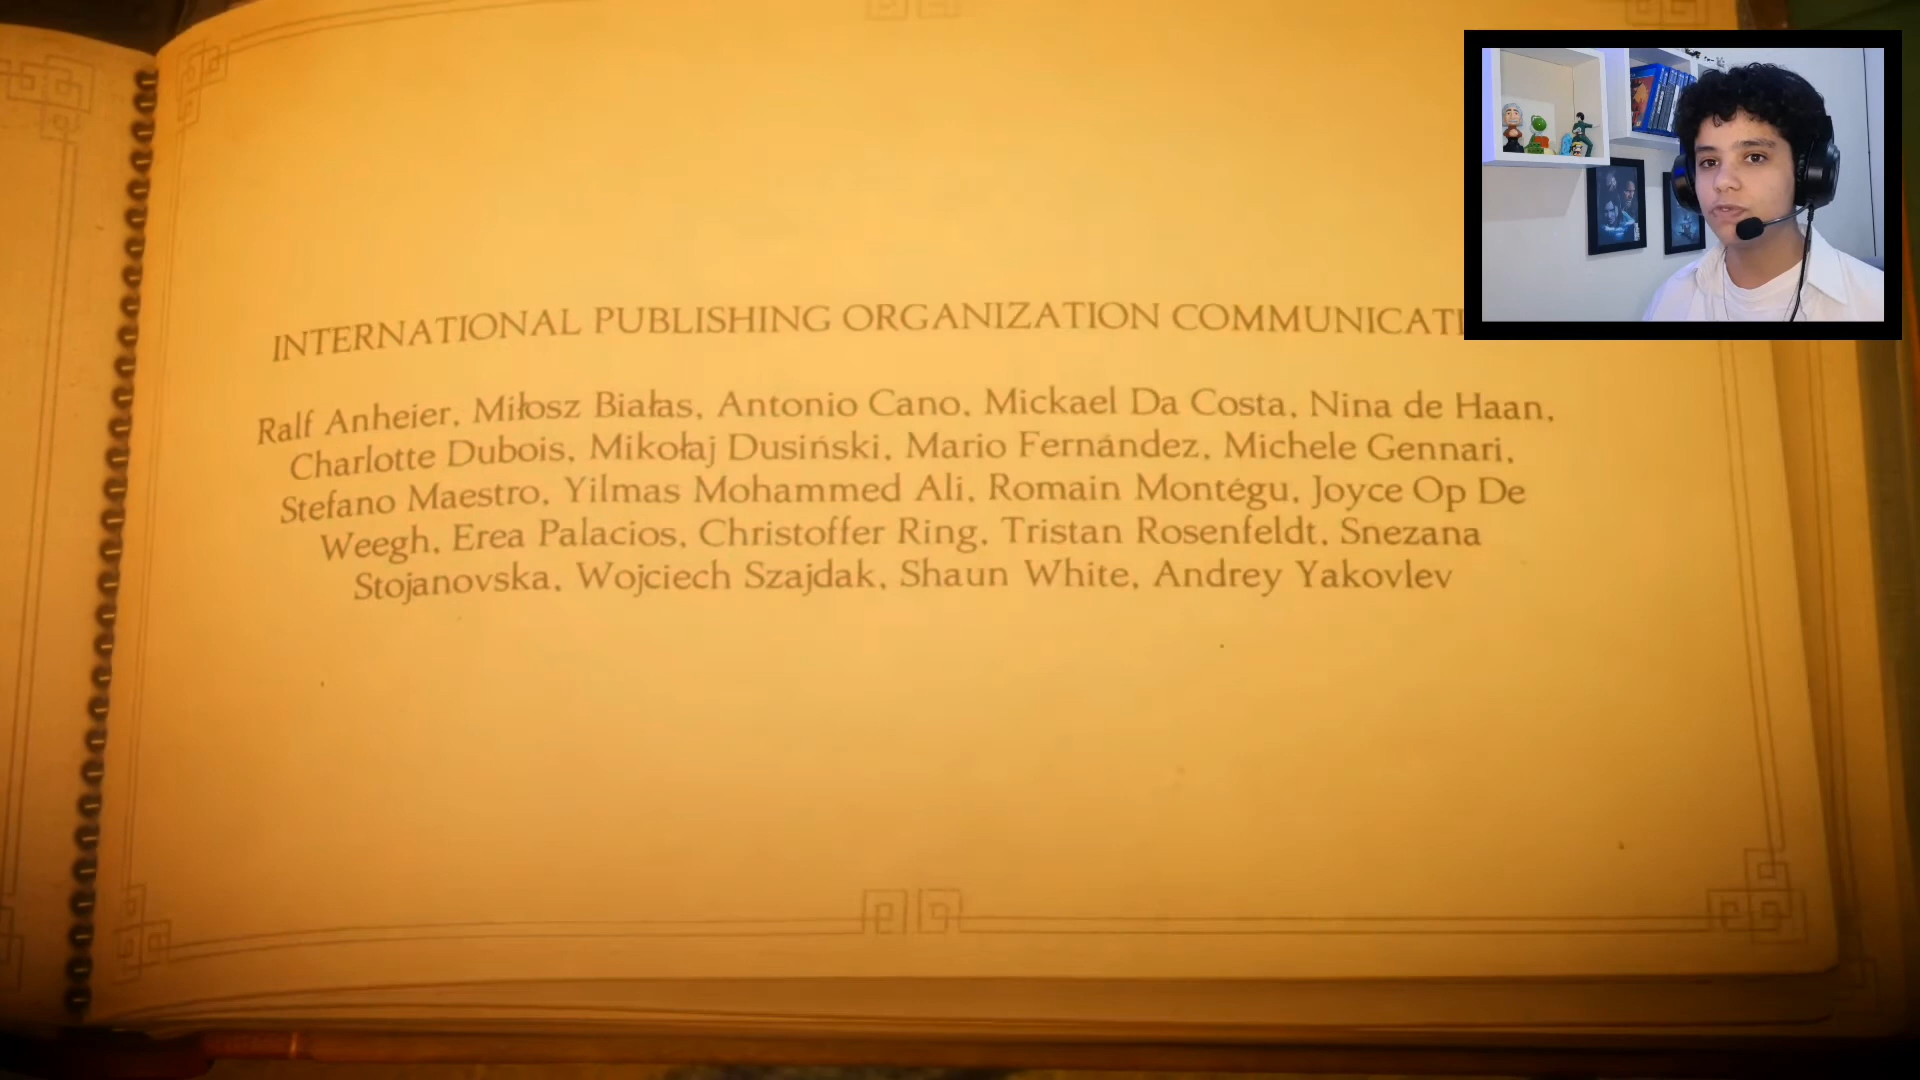 INTERNATIONAL PUBLISHING ORGANIZATION
Ralf Anheier, Miłosz Białas, Antonio Cano, Mickael Da Costa, Nina de Haan,
Charlotte Dubois, Mikołaj Dusiński, Mario Fernández, Michele Gennari,
Stefano Maestro, Yilmas Mohammed Ali, Romain Montégu, Joyce Op De
Weegh, Erea Palacios, Christoffer Ring, Tristan Rosenfeldt, Snezana
Stojanovska, Wojciech Szajdak, Shaun White, Andrey Yakovlev